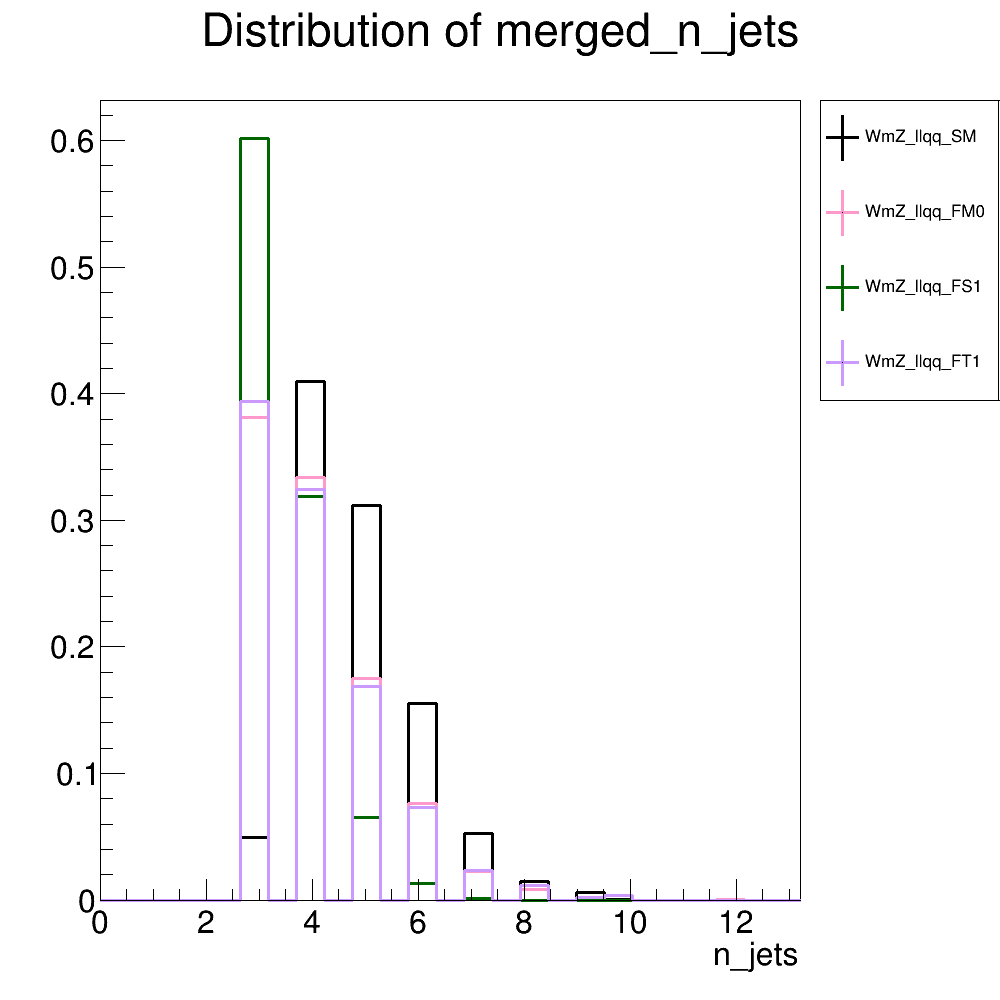 Distribution of merged_n_jets
0.6
0.5
0.4
0.3
0.2
0.1
0
0 2 4 6 8 10 12
n_jets
WmZ_llqq_SM
WmZ_llqq_FM0
WmZ_llqq_FS1
WmZ_llqq_FT1